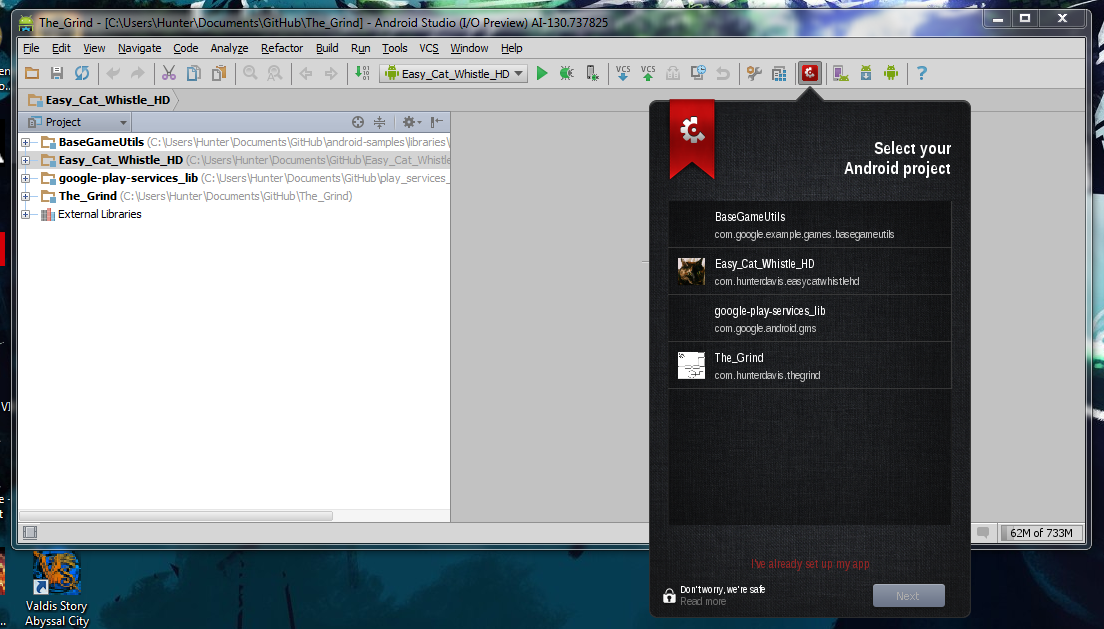 The_Grind - [C:\Users\Hunter\Documents\GitHub\The_Grind] - Android Studio (I/O Preview) AI-130.737825
File Edit View Navigate Code Analyze Refactor Build Run Tools VCS Window Help
Easy_Cat_Whistle_HD
VCS VCS
Easy_Cat_Whistle_HD
Project
BaseGameUtils (C:\Users\Hunter\Documents\GitHub\android-samples\libraries\
Easy_Cat_Whistle_HD (C:\Users\Hunter\Documents\GitHub\Easy_Cat_Whistle
google-play-services_lib (C:\Users\Hunter\Documents\GitHub\play_services_
The_Grind (C:\Users\Hunter\Documents\GitHub\The_Grind)
External Libraries
Select your
Android project
BaseGameUtils
com.google.example.games.basegameutils
Easy_Cat_Whistle_HD
com.hunterdavis.easycatwhistlehd
google-play-services_lib
com.google.android.gms
The_Grind
com.hunterdavis.thegrind
I've already set up my app
Don't worry, we're safe
Read more
Next
62M of 733M
Valdis Story
Abyssal City